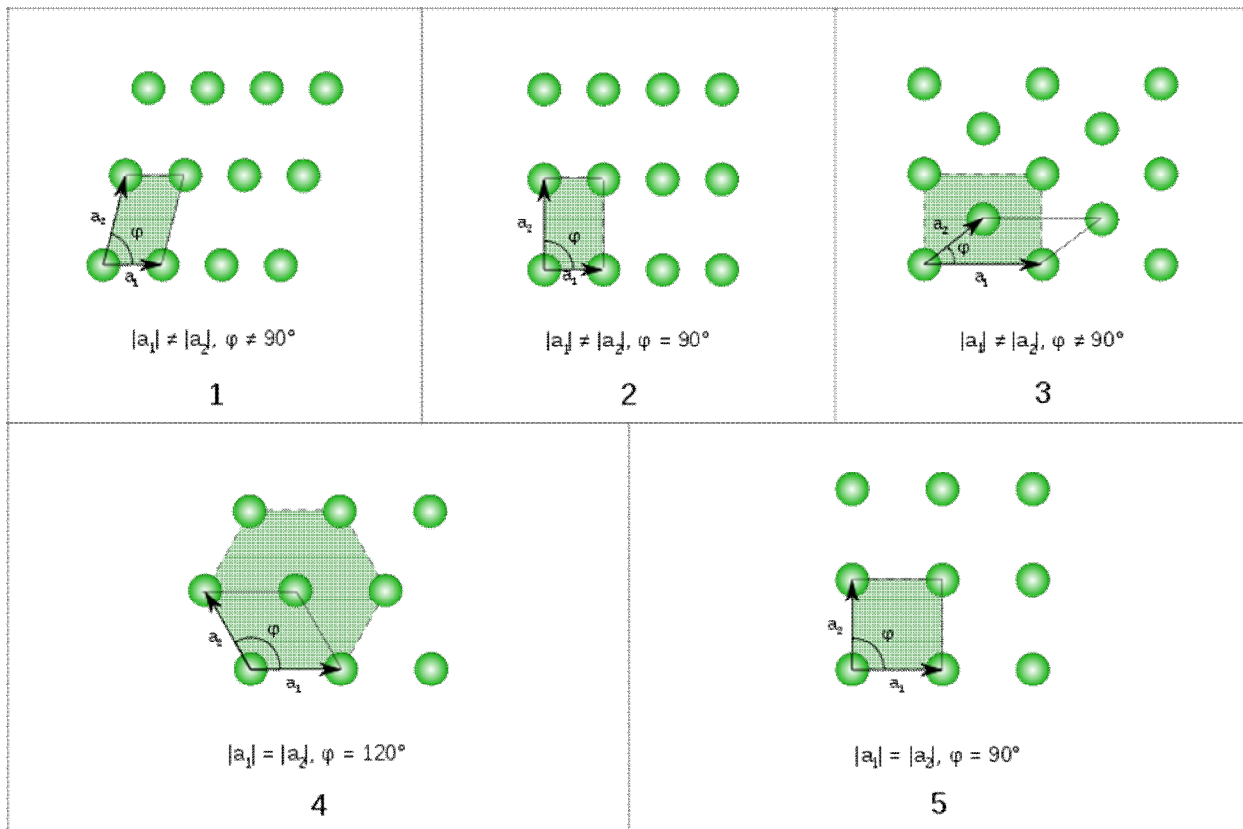 a₂
φ
a₁
|a₁| ≠ |a₂|, φ ≠ 90°
1
a₂
φ
a₁
|a₁| ≠ |a₂|, φ = 90°
2
a₂
φ
a₁
|a₁| ≠ |a₂|, φ ≠ 90°
3
a₂
φ
a₁
|a₁| = |a₂|, φ = 120°
4
a₂
φ
a₁
|a₁| = |a₂|, φ = 90°
5